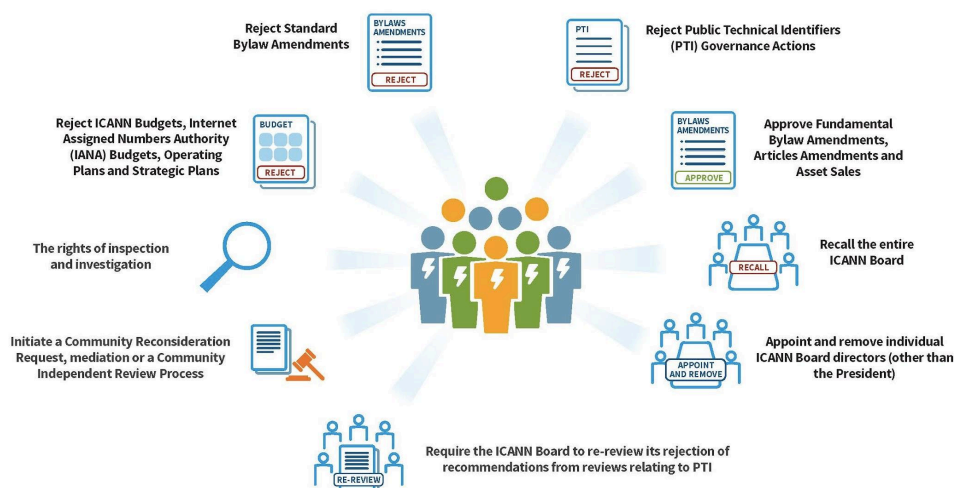 Reject Standard
Bylaw Amendments
BYLAWS
AMENDMENTS
REJECT
PTI
REJECT
Reject Public Technical Identifiers
(PTI) Governance Actions
Reject ICANN Budgets, Internet
Assigned Numbers Authority
(IANA) Budgets, Operating
Plans and Strategic Plans
BUDGET
REJECT
BYLAWS
AMENDMENTS
APPROVE
Approve Fundamental
Bylaw Amendments,
Articles Amendments and
Asset Sales
The rights of inspection
and investigation
RECALL
Recall the entire
ICANN Board
Initiate a Community Reconsideration
Request, mediation or a Community
Independent Review Process
APPOINT
AND REMOVE
Appoint and remove individual
ICANN Board directors (other than
the President)
RE-REVIEW
Require the ICANN Board to re-review its rejection of
recommendations from reviews relating to PTI